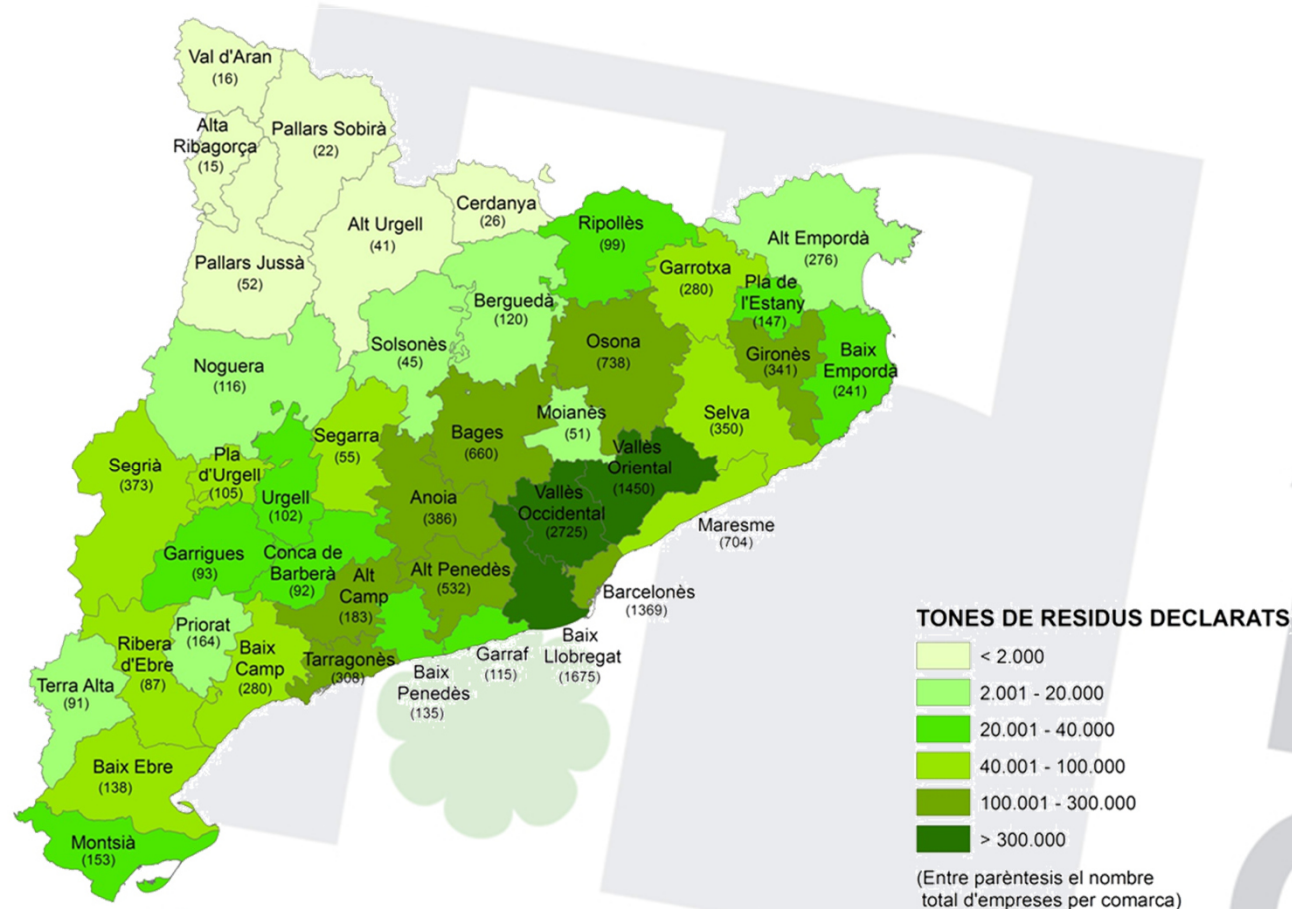 Val d'Aran
(16)
Alta
Ribagorça
(15)
Pallars Sobirà
(22)
Cerdanya
(26)
Alt Urgell
(41)
Pallars Jussà
(52)
Ripollès
(99)
Alt Empordà
(276)
Garrotxa
(280)
Pla de
l'Estany
(147)
Berguedà
(120)
Solsonès
(45)
Osona
(738)
Gironès
(341)
Baix
Empordà
(241)
Noguera
(116)
Moianès
(51)
Selva
(350)
Segarra
(55)
Bages
(660)
Vallès
Oriental
(1450)
Segrià
(373)
Pla
d'Urgell
(105)
Urgell
(102)
Anoia
(386)
Vallès
Occidental
(2725)
Maresme
(704)
Garrigues
(93)
Conca de
Barberà
(92)
Alt
Camp
(183)
Alt Penedès
(532)
Barcelonès
(1369)
Priorat
(164)
Ribera
d'Ebre
(87)
Baix
Camp
(280)
Tarragonès
(308)
Baix
Penedès
(135)
Garraf
(115)
Baix
Llobregat
(1675)
Terra Alta
(91)
Baix Ebre
(138)
Montsià
(153)
TONES DE RESIDUS DECLARATS
< 2.000
2.001 - 20.000
20.001 - 40.000
40.001 - 100.000
100.001 - 300.000
> 300.000
(Entre parèntesis el nombre
total d'empreses per comarca)